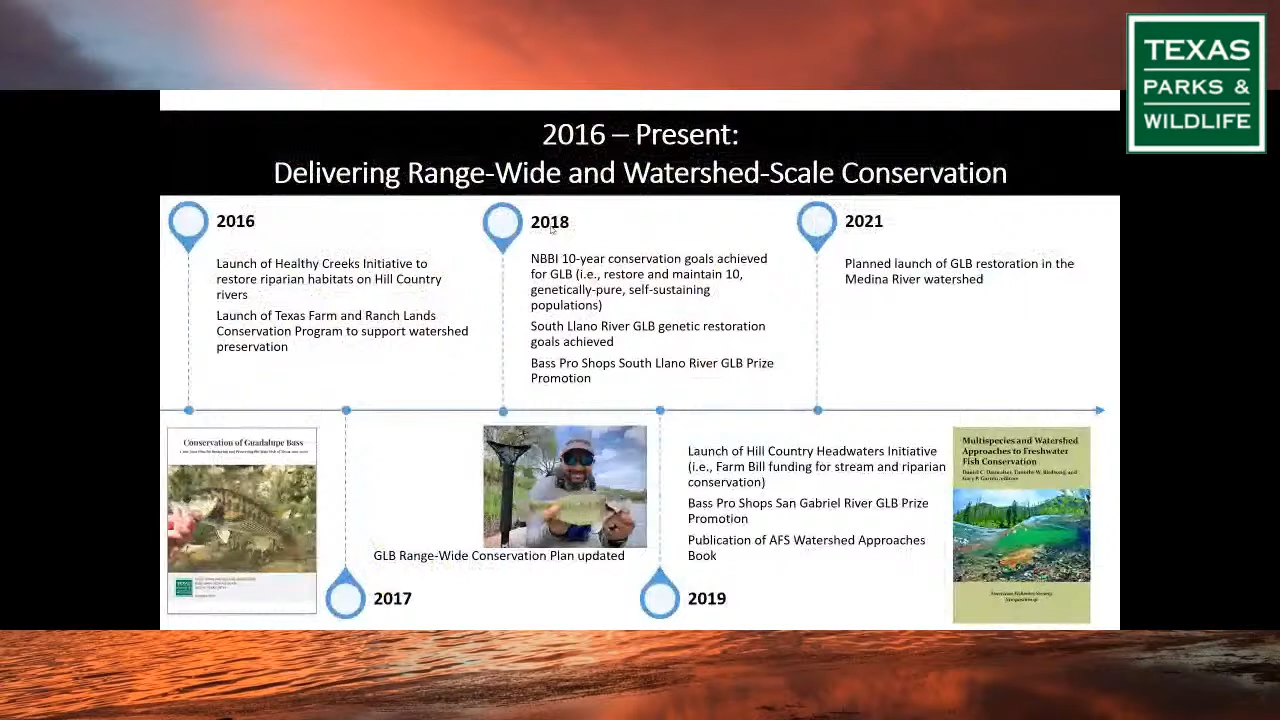 TEXAS
PARKS &
WILDLIFE
2016 – Present:
Delivering Range-Wide and Watershed-Scale Conservation
2016
Launch of Healthy Creeks Initiative to
restore riparian habitats on Hill Country
rivers
Launch of Texas Farm and Ranch Lands
Conservation Program to support watershed
preservation
2018
NBBI 10-year conservation goals achieved
for GLB (i.e., restore and maintain 10,
genetically-pure, self-sustaining
populations)
South Llano River GLB genetic restoration
goals achieved
Bass Pro Shops South Llano River GLB Prize
Promotion
2021
Planned launch of GLB restoration in the
Medina River watershed
Conservation of Guadalupe Bass
TEXAS
GLB Range-Wide Conservation Plan updated
2017
Launch of Hill Country Headwaters Initiative
(i.e., Farm Bill funding for stream and riparian
conservation)
Bass Pro Shops San Gabriel River GLB Prize
Promotion
Publication of AFS Watershed Approaches
Book
2019
Multispecies and Watershed
Approaches to Freshwater
Fish Conservation
American Fisheries Society